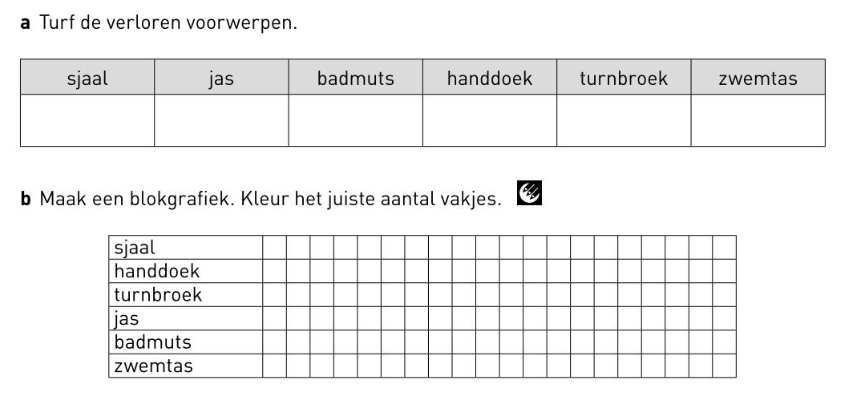 a Turf de verloren voorwerpen.
sjaal jas badmuts handdoek turnbroek zwemtas
b Maak een blokgrafiek. Kleur het juiste aantal vakjes.
sjaal
handdoek
turnbroek
jas
badmuts
zwemtas